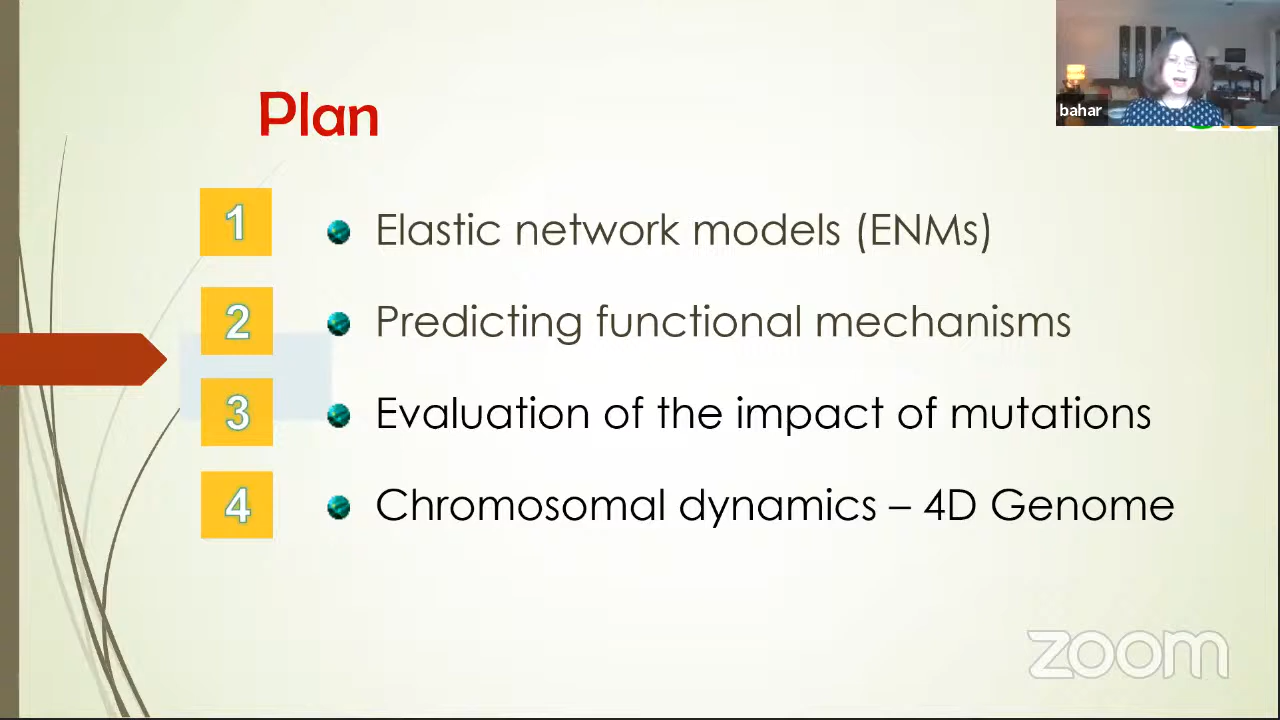 Plan
bahar
1 Elastic network models (ENMs)
2 Predicting functional mechanisms
3 Evaluation of the impact of mutations
4 Chromosomal dynamics – 4D Genome
zoom